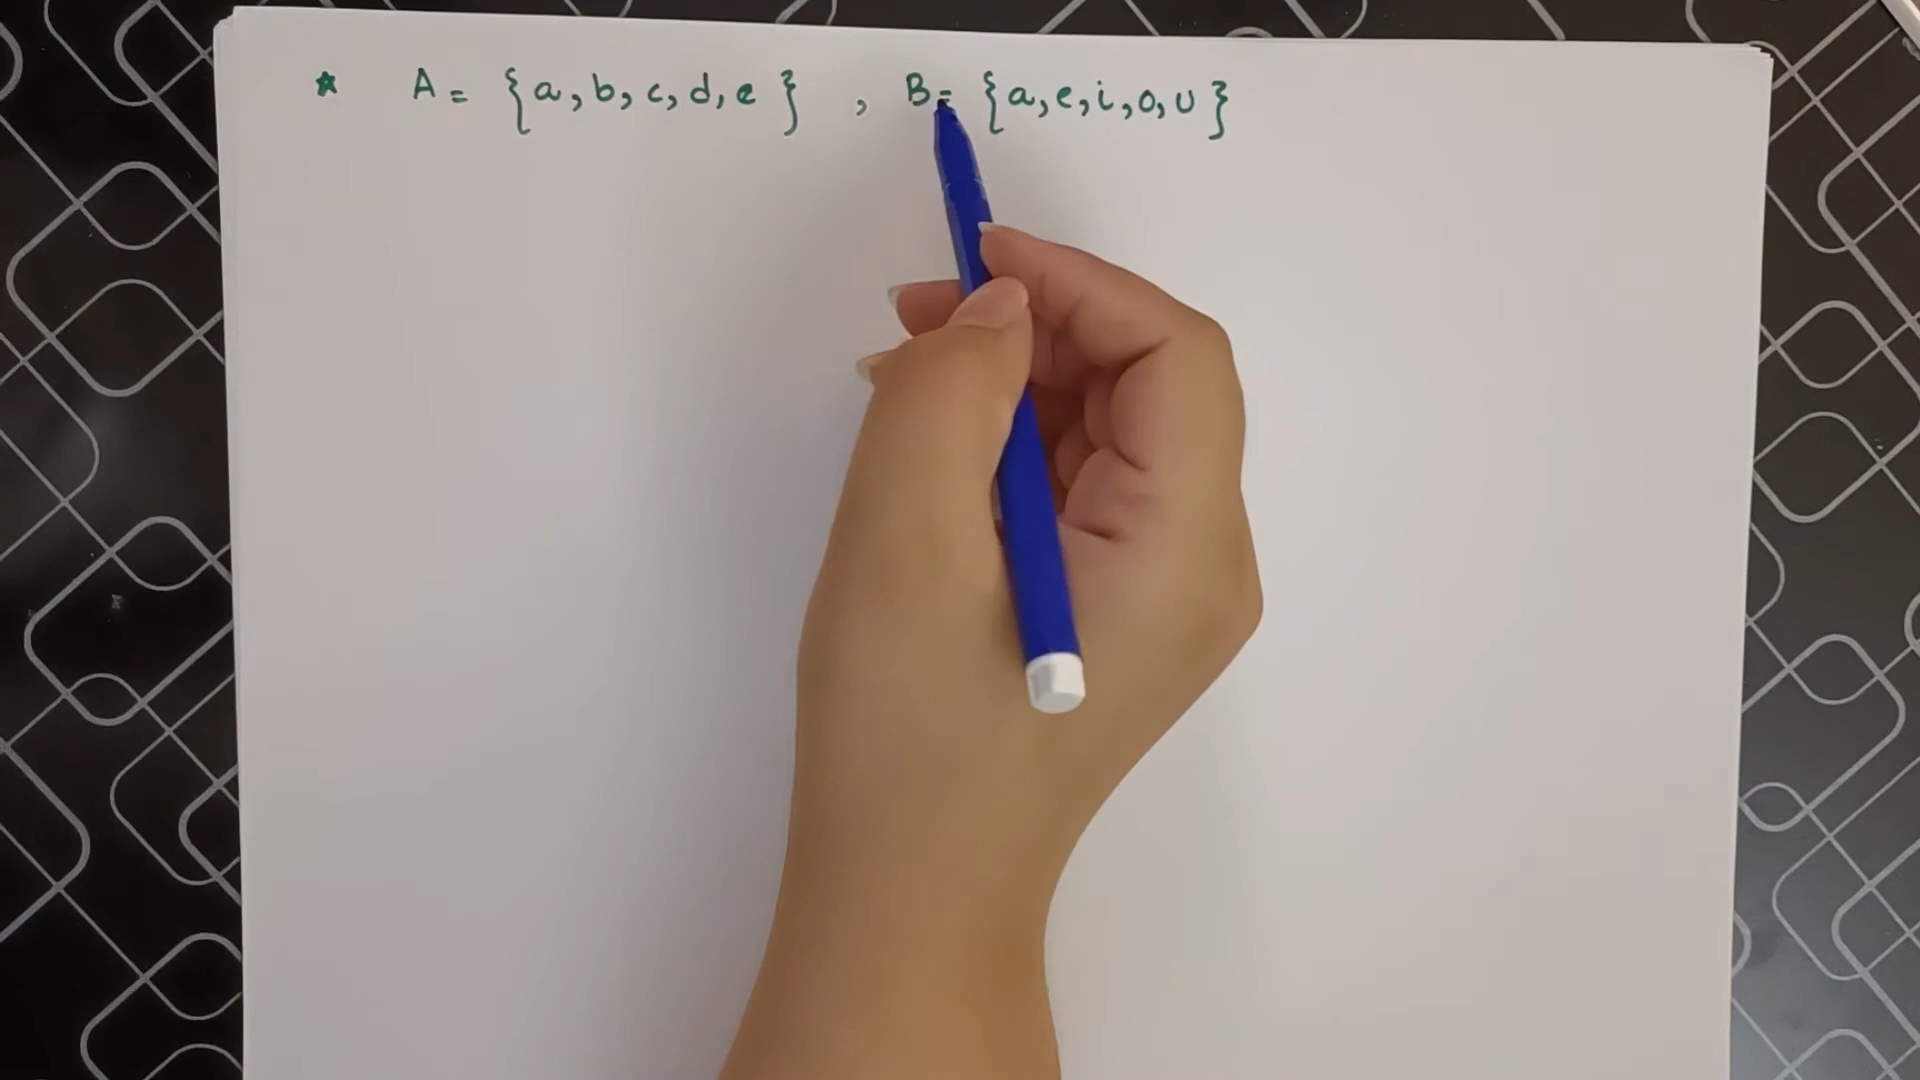 * A = {a, b, c, d, e} , B = {a, e, i, o, u}